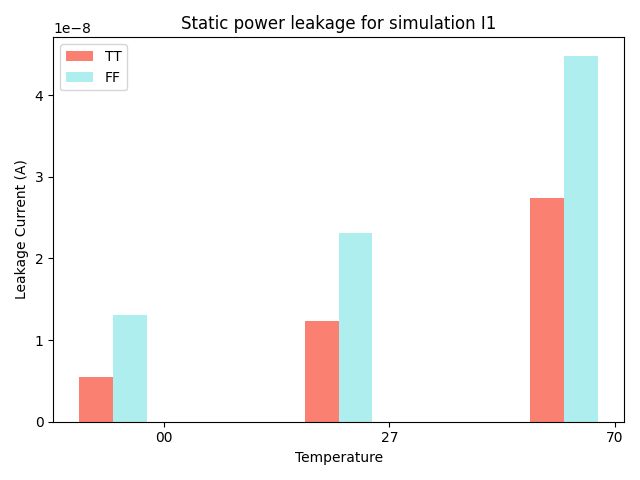 Static power leakage for simulation I1
1e−8
TT
FF
4
3
2
1
0
Leakage Current (A)
00
27
70
Temperature